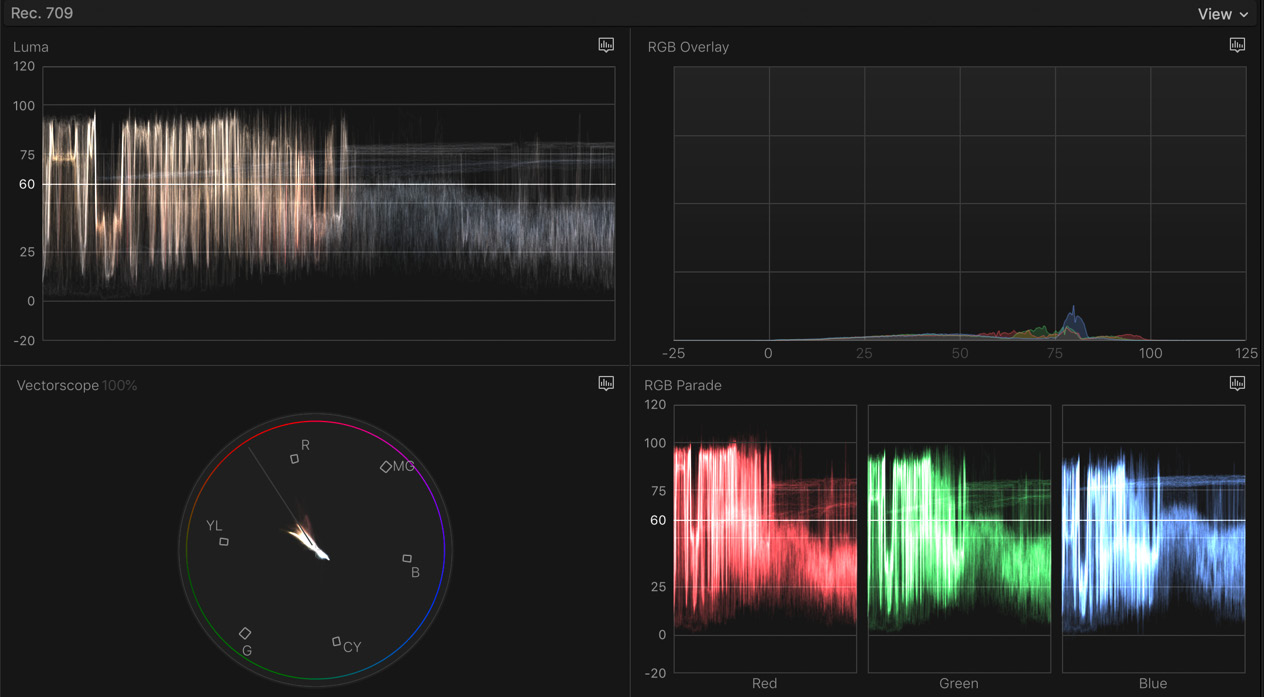 Rec. 709
View
Luma
120
100
75
60
25
0
-20
RGB Overlay
-25 0 25 50 75 100 125
Vectorscope 100%
R
MG
YL
B
G
CY
RGB Parade
120
100
75
60
25
0
-20
Red Green Blue